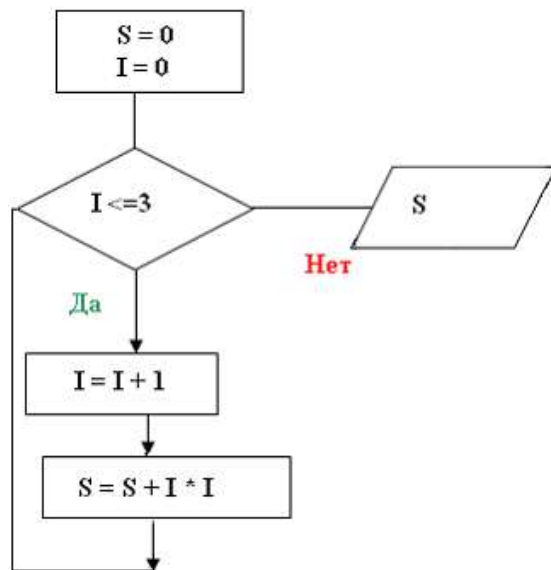 S = 0
I = 0
I <=3
S
Нет
Да
I = I + 1
S = S + I * I